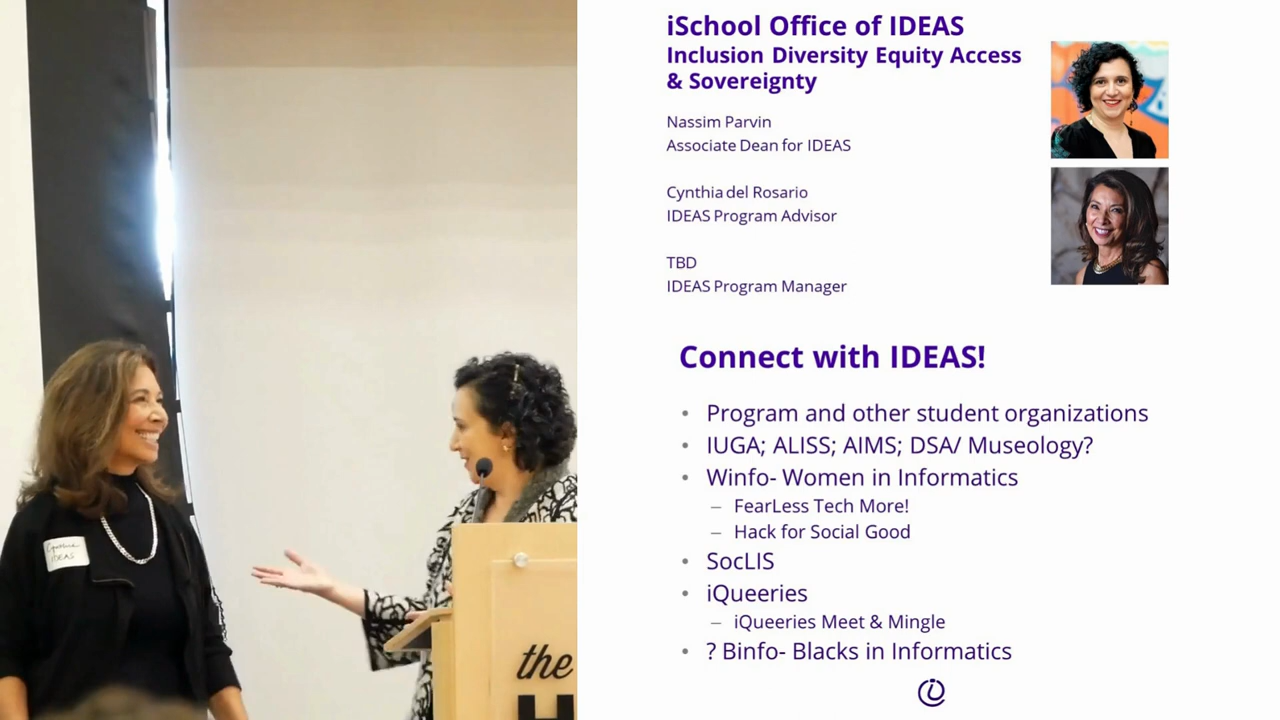 iSchool Office of IDEAS
Inclusion Diversity Equity Access
& Sovereignty
Nassim Parvin
Associate Dean for IDEAS
Cynthia del Rosario
IDEAS Program Advisor
TBD
IDEAS Program Manager
Connect with IDEAS!
• Program and other student organizations
• IUGA; ALISS; AIMS; DSA/ Museology?
• Winfo- Women in Informatics
– FearLess Tech More!
– Hack for Social Good
• SocLIS
• iQueeries
– iQueeries Meet & Mingle
• ? Binfo- Blacks in Informatics
Cynthia
IDEAS
the
H